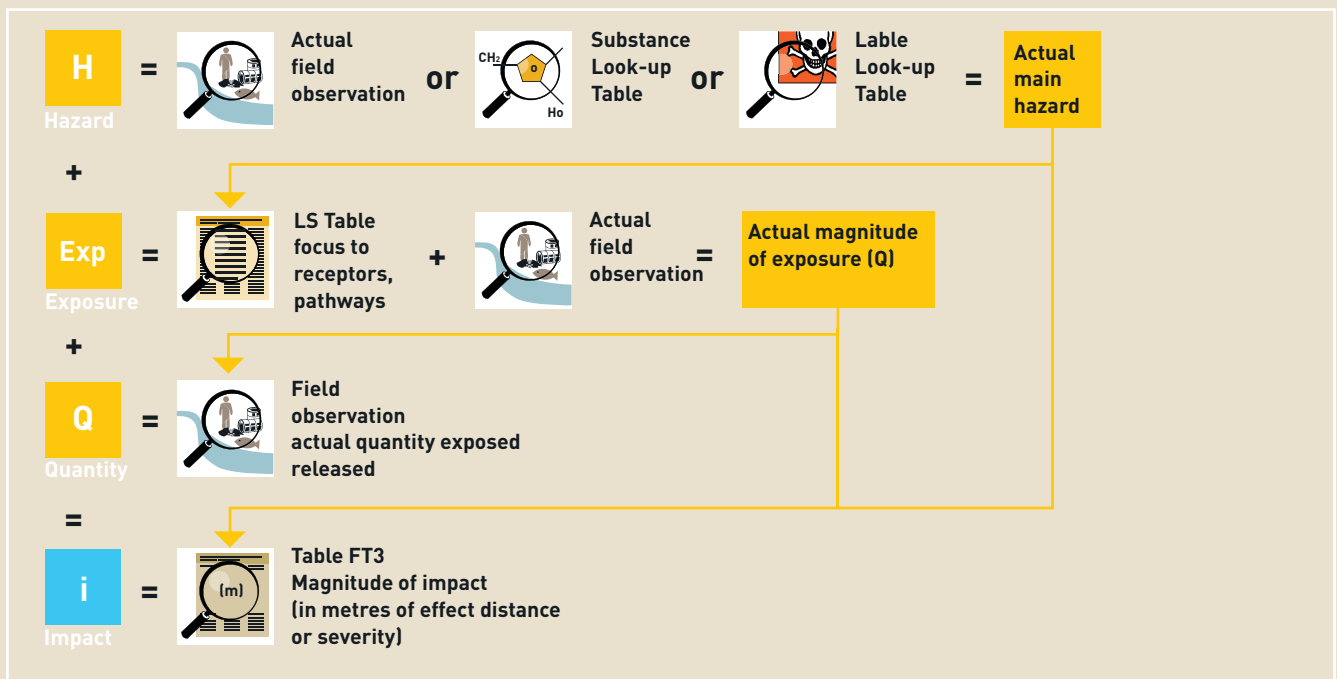 H
Hazard
=
Actual
field
observation
or
CH₂
O
Ho
Substance
Look-up
Table
or
Lable
Look-up
Table
=
Actual
main
hazard
+
Exp
Exposure
=
LS Table
focus to
receptors,
pathways
+
Actual
field
observation
=
Actual magnitude
of exposure (Q)
+
Q
Quantity
=
Field
observation
actual quantity exposed
released
=
i
Impact
=
(m)
Table FT3
Magnitude of impact
(in metres of effect distance
or severity)